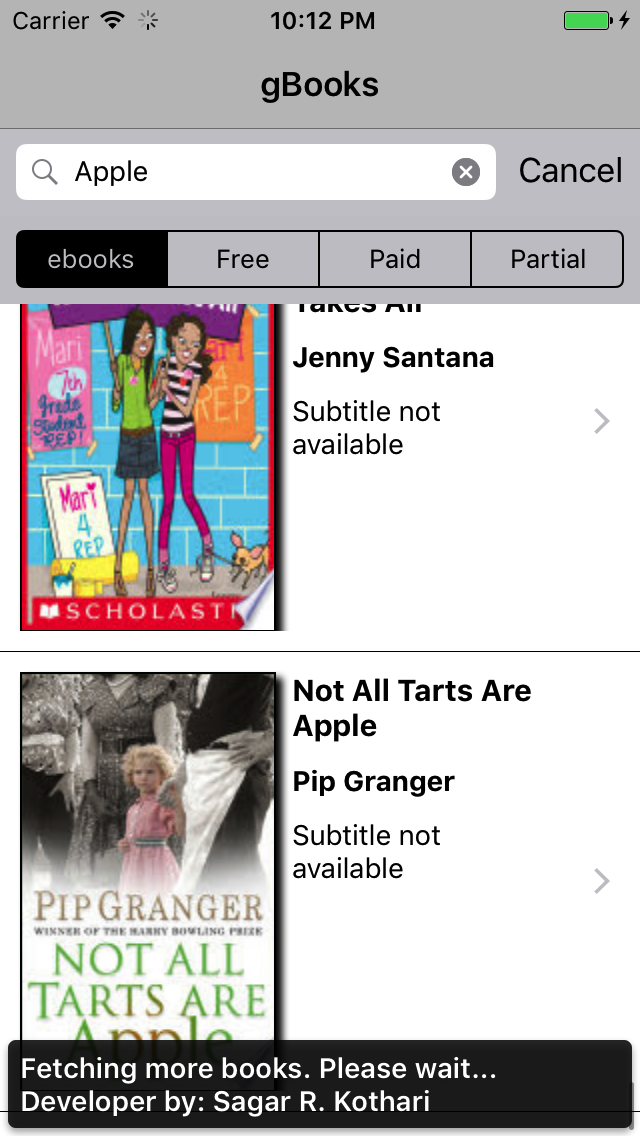 Carrier
10:12 PM
gBooks
Apple
Cancel
ebooks
Free
Paid
Partial
Takes All
Jenny Santana
Subtitle not
available
Mari
7th
grade
Student
REP!
4
REP
Mari
4
REP
SCHOLASTI
Not All Tarts Are
Apple
Pip Granger
Subtitle not
available
PIP GRANGER
WINNER OF THE HARRY BOWLING PRIZE
NOT ALL
TARTS ARE
Apple
Fetching more books. Please wait...
Developer by: Sagar R. Kothari